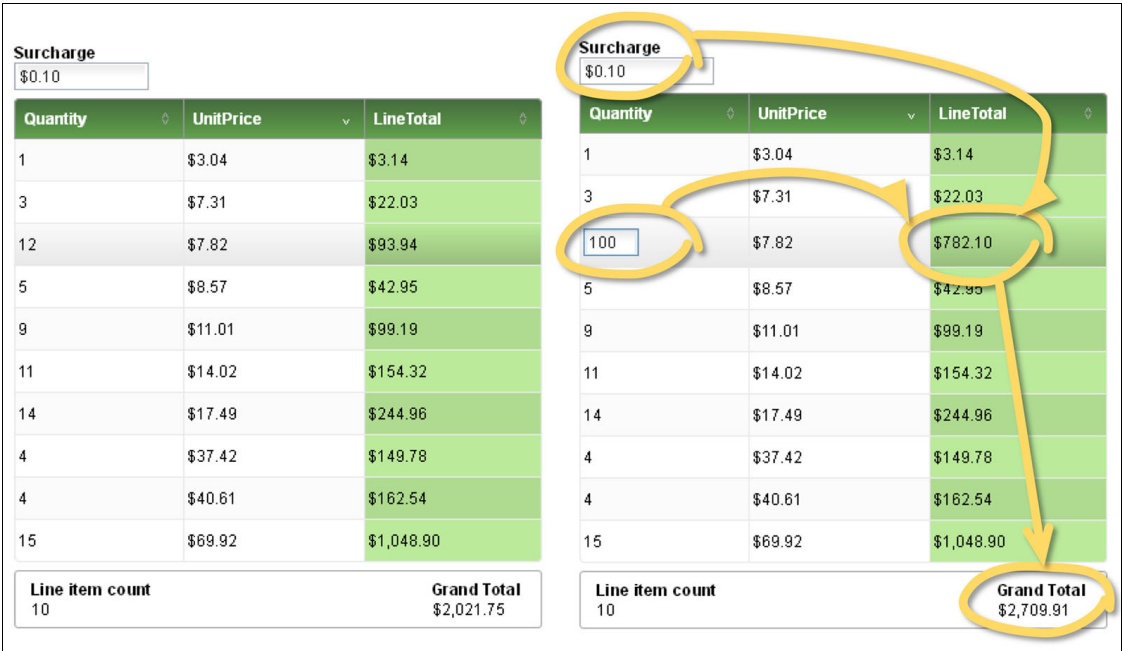 Surcharge
$0.10
Quantity UnitPrice LineTotal
1 $3.04 $3.14
3 $7.31 $22.03
12 $7.82 $93.94
5 $8.57 $42.95
9 $11.01 $99.19
11 $14.02 $154.32
14 $17.49 $244.96
4 $37.42 $149.78
4 $40.61 $162.54
15 $69.92 $1,048.90
Line item count Grand Total
10 $2,021.75
Surcharge
$0.10
Quantity UnitPrice LineTotal
1 $3.04 $3.14
3 $7.31 $22.03
100 $7.82 $782.10
5 $8.57 $42.95
9 $11.01 $99.19
11 $14.02 $154.32
14 $17.49 $244.96
4 $37.42 $149.78
4 $40.61 $162.54
15 $69.92 $1,048.90
Line item count Grand Total
10 $2,709.91